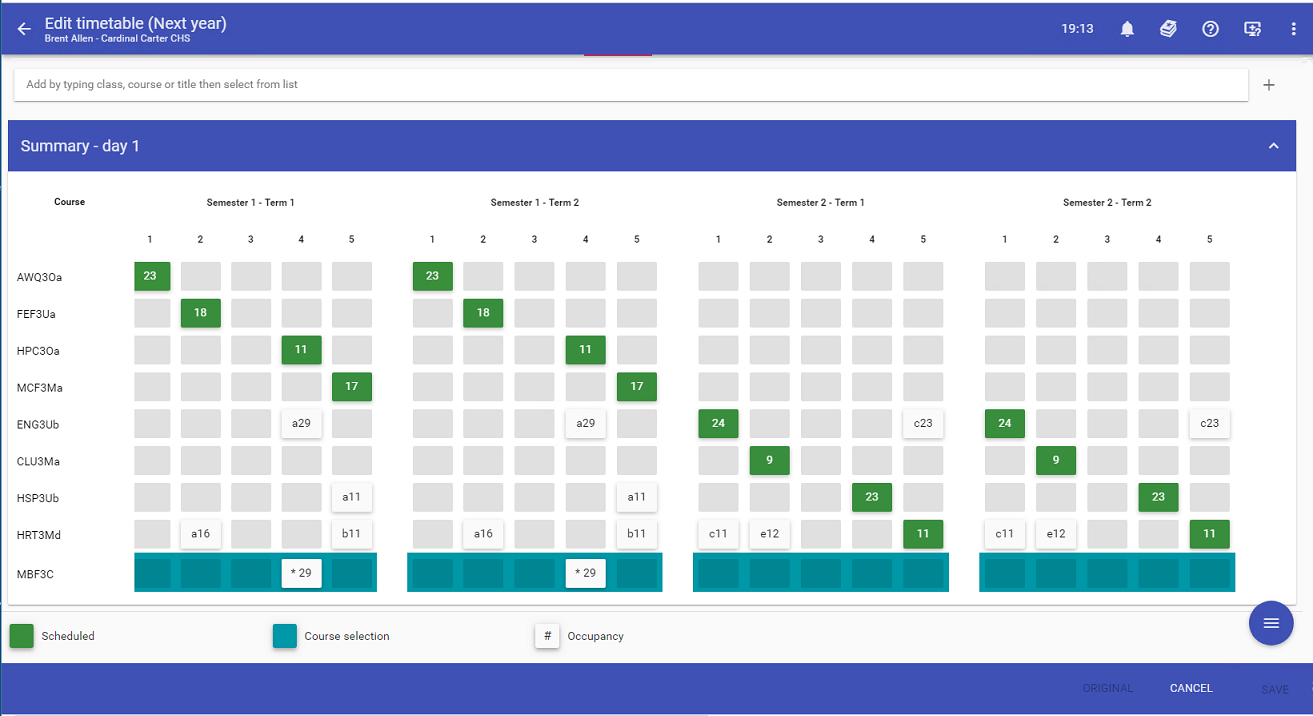 Edit timetable (Next year)
Brent Allen - Cardinal Carter CHS
19:13
Add by typing class, course or title then select from list
Summary - day 1
Course Semester 1 - Term 1 Semester 1 - Term 2 Semester 2 - Term 1 Semester 2 - Term 2
1 2 3 4 5 1 2 3 4 5 1 2 3 4 5 1 2 3 4 5
AWQ3Oa 23 23
FEF3Ua 18 18
HPC3Oa 11 11
MCF3Ma 17 17
ENG3Ub a29 a29 24 c23 24 c23
CLU3Ma 9 9
HSP3Ub a11 a11 23 23
HRT3Md a16 b11 a16 b11 c11 e12 11 c11 e12 11
MBF3C * 29 * 29
Scheduled Course selection # Occupancy
ORIGINAL CANCEL SAVE